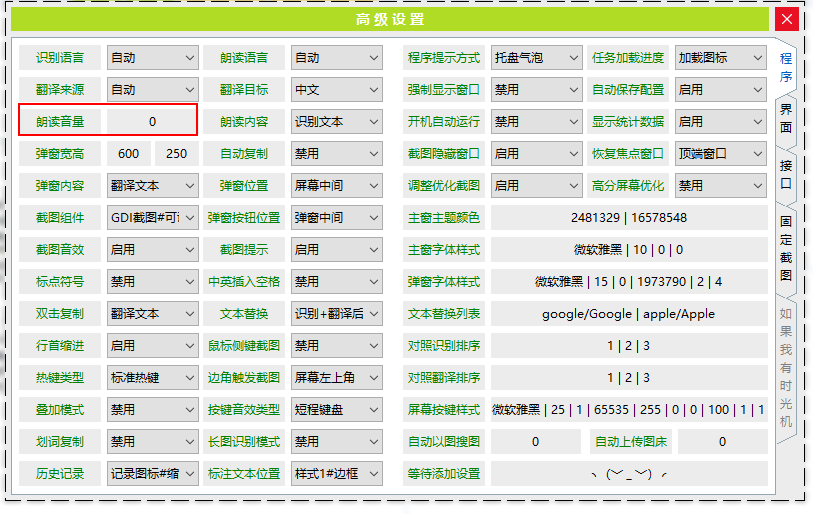 高级设置
识别语言 自动 朗读语言 自动 程序提示方式 托盘气泡 任务加载进度 加载图标
翻译来源 自动 翻译目标 中文 强制显示窗口 禁用 自动保存配置 启用
朗读音量 0 朗读内容 识别文本 开机自动运行 禁用 显示统计数据 启用
弹窗宽高 600 250 自动复制 禁用 截图隐藏窗口 启用 恢复焦点窗口 顶端窗口
弹窗内容 翻译文本 弹窗位置 屏幕中间 调整优化截图 启用 高分屏幕优化 禁用
截图组件 GDI截图#可 弹窗按钮位置 弹窗中间 主窗主题颜色 2481329 | 16578548
截图音效 启用 截图提示 启用 主窗字体样式 微软雅黑 | 10 | 0 | 0
标点符号 禁用 中英插入空格 禁用 弹窗字体样式 微软雅黑 | 15 | 0 | 1973790 | 2 | 4
双击复制 翻译文本 文本替换 识别+翻译后 文本替换列表 google/Google | apple/Apple
行首缩进 启用 鼠标侧键截图 禁用 对照识别排序 1 | 2 | 3
热键类型 标准热键 边角触发截图 屏幕左上角 对照翻译排序 1 | 2 | 3
叠加模式 禁用 按键音效类型 短程键盘 屏幕按键样式 微软雅黑 | 25 | 1 | 65535 | 255 | 0 | 0 | 100 | 1 | 1
划词复制 禁用 长图识别模式 禁用 自动以图搜图 0 自动上传图床 0
历史记录 记录图标#缩 标注文本位置 样式1#边框 等待添加设置 ヽ (﹀ _ ﹀) ╭
程序
界面
接口
固定截图
如果我有时光机